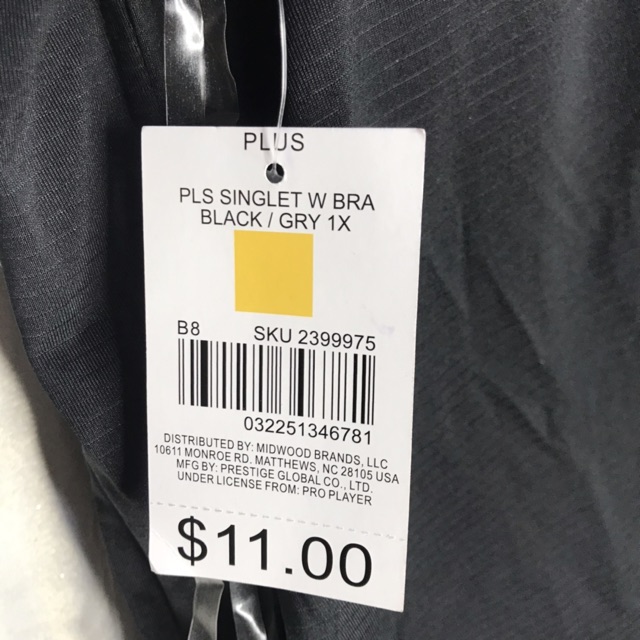 PLUS
PLS SINGLET W BRA
BLACK / GRY 1X
B8 SKU 2399975
032251346781
DISTRIBUTED BY: MIDWOOD BRANDS, LLC
10611 MONROE RD, MATTHEWS, NC 28105 USA
MFG BY: PRESTIGE GLOBAL CO., LTD.
UNDER LICENSE FROM: PRO PLAYER
$11.00